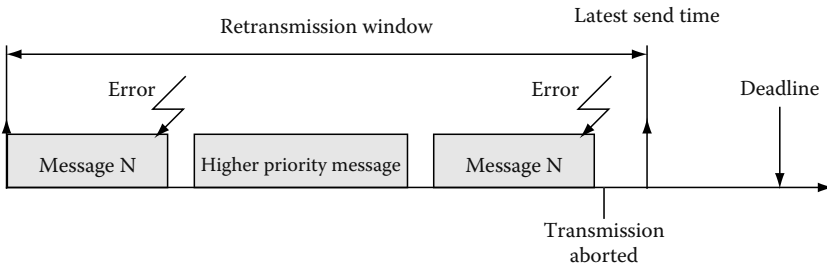 Latest send time
Retransmission window
Error
Error
Deadline
Message N
Higher priority message
Message N
Transmission
aborted